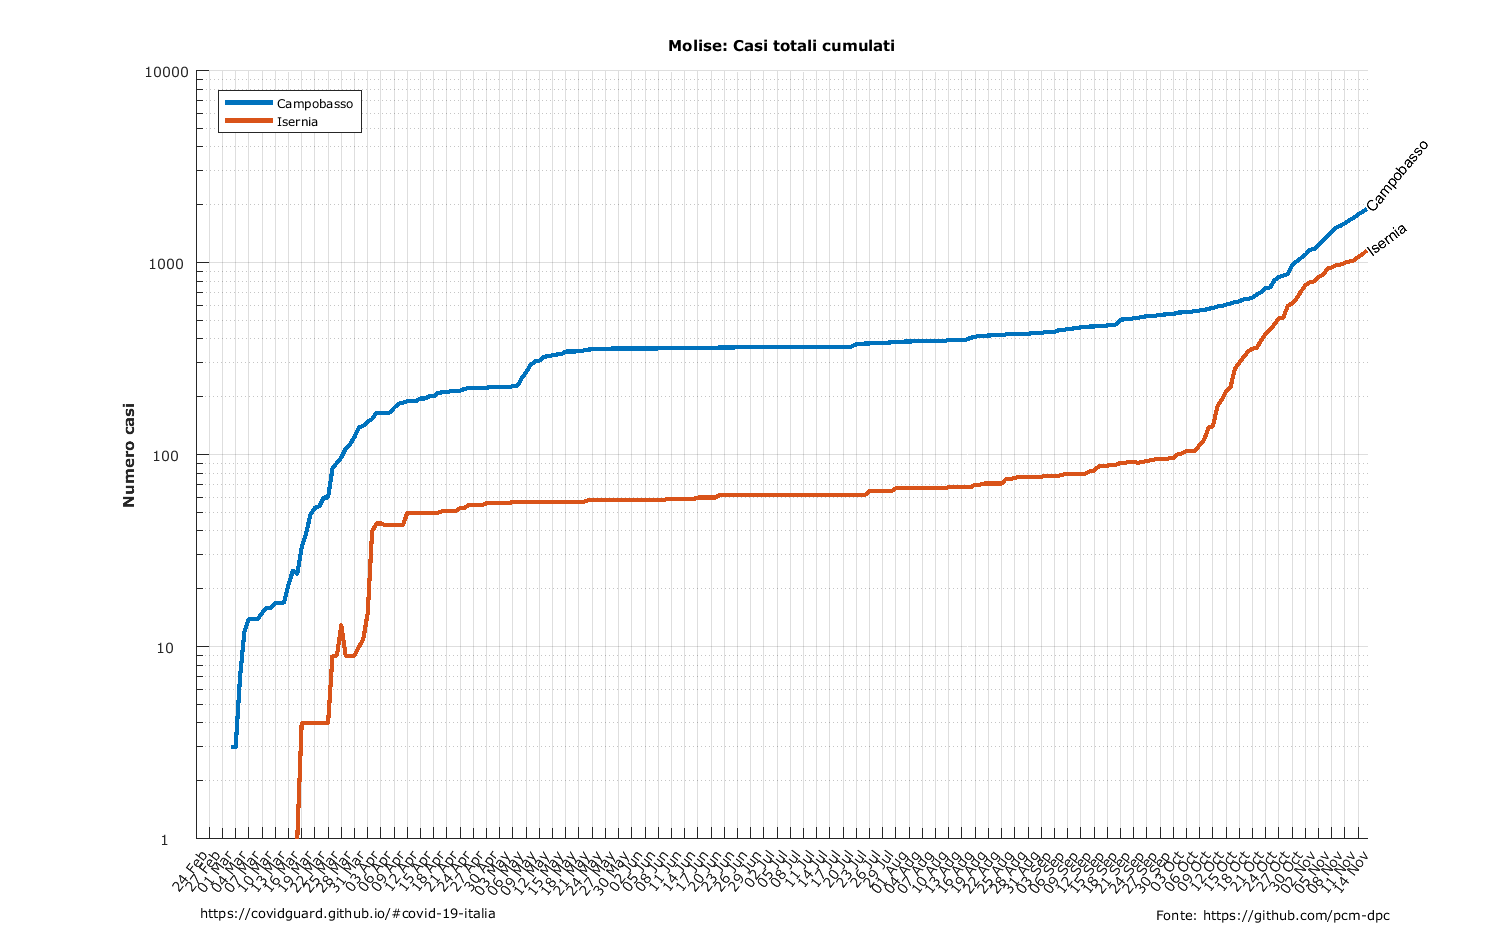 Molise: Casi totali cumulati
10000
1000
100
10
1
Numero casi
Campobasso
Isernia
Campobasso
Isernia
24 Feb
27 Feb
01 Mar
04 Mar
07 Mar
10 Mar
13 Mar
16 Mar
19 Mar
22 Mar
25 Mar
28 Mar
31 Mar
03 Apr
06 Apr
09 Apr
12 Apr
15 Apr
18 Apr
21 Apr
24 Apr
27 Apr
30 Apr
03 May
06 May
09 May
12 May
15 May
18 May
21 May
24 May
27 May
30 May
02 Jun
05 Jun
08 Jun
11 Jun
14 Jun
17 Jun
20 Jun
23 Jun
26 Jun
29 Jun
02 Jul
05 Jul
08 Jul
11 Jul
14 Jul
17 Jul
20 Jul
23 Jul
26 Jul
29 Jul
01 Aug
04 Aug
07 Aug
10 Aug
13 Aug
16 Aug
19 Aug
22 Aug
25 Aug
28 Aug
31 Aug
03 Sep
06 Sep
09 Sep
12 Sep
15 Sep
18 Sep
21 Sep
24 Sep
27 Sep
30 Sep
03 Oct
06 Oct
09 Oct
12 Oct
15 Oct
18 Oct
21 Oct
24 Oct
27 Oct
30 Oct
02 Nov
05 Nov
08 Nov
11 Nov
14 Nov
https://covidguard.github.io/#covid-19-italia
Fonte: https://github.com/pcm-dpc